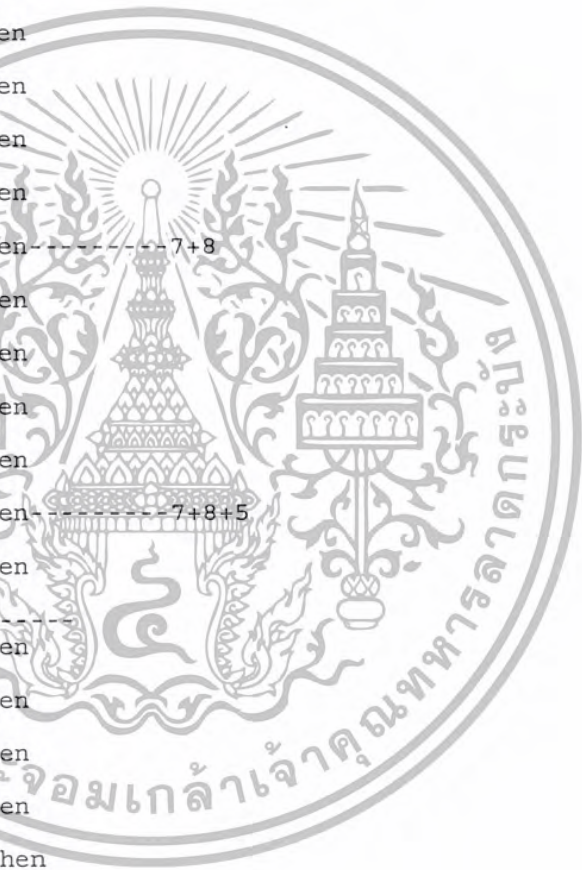 en
en
en
en
en----------7+8
en
en
en
en
en----------7+8+5
en
----
en
en
en
en
hen
ะจอมเกล้าเจ้าคุณทหารลาดกระบัง